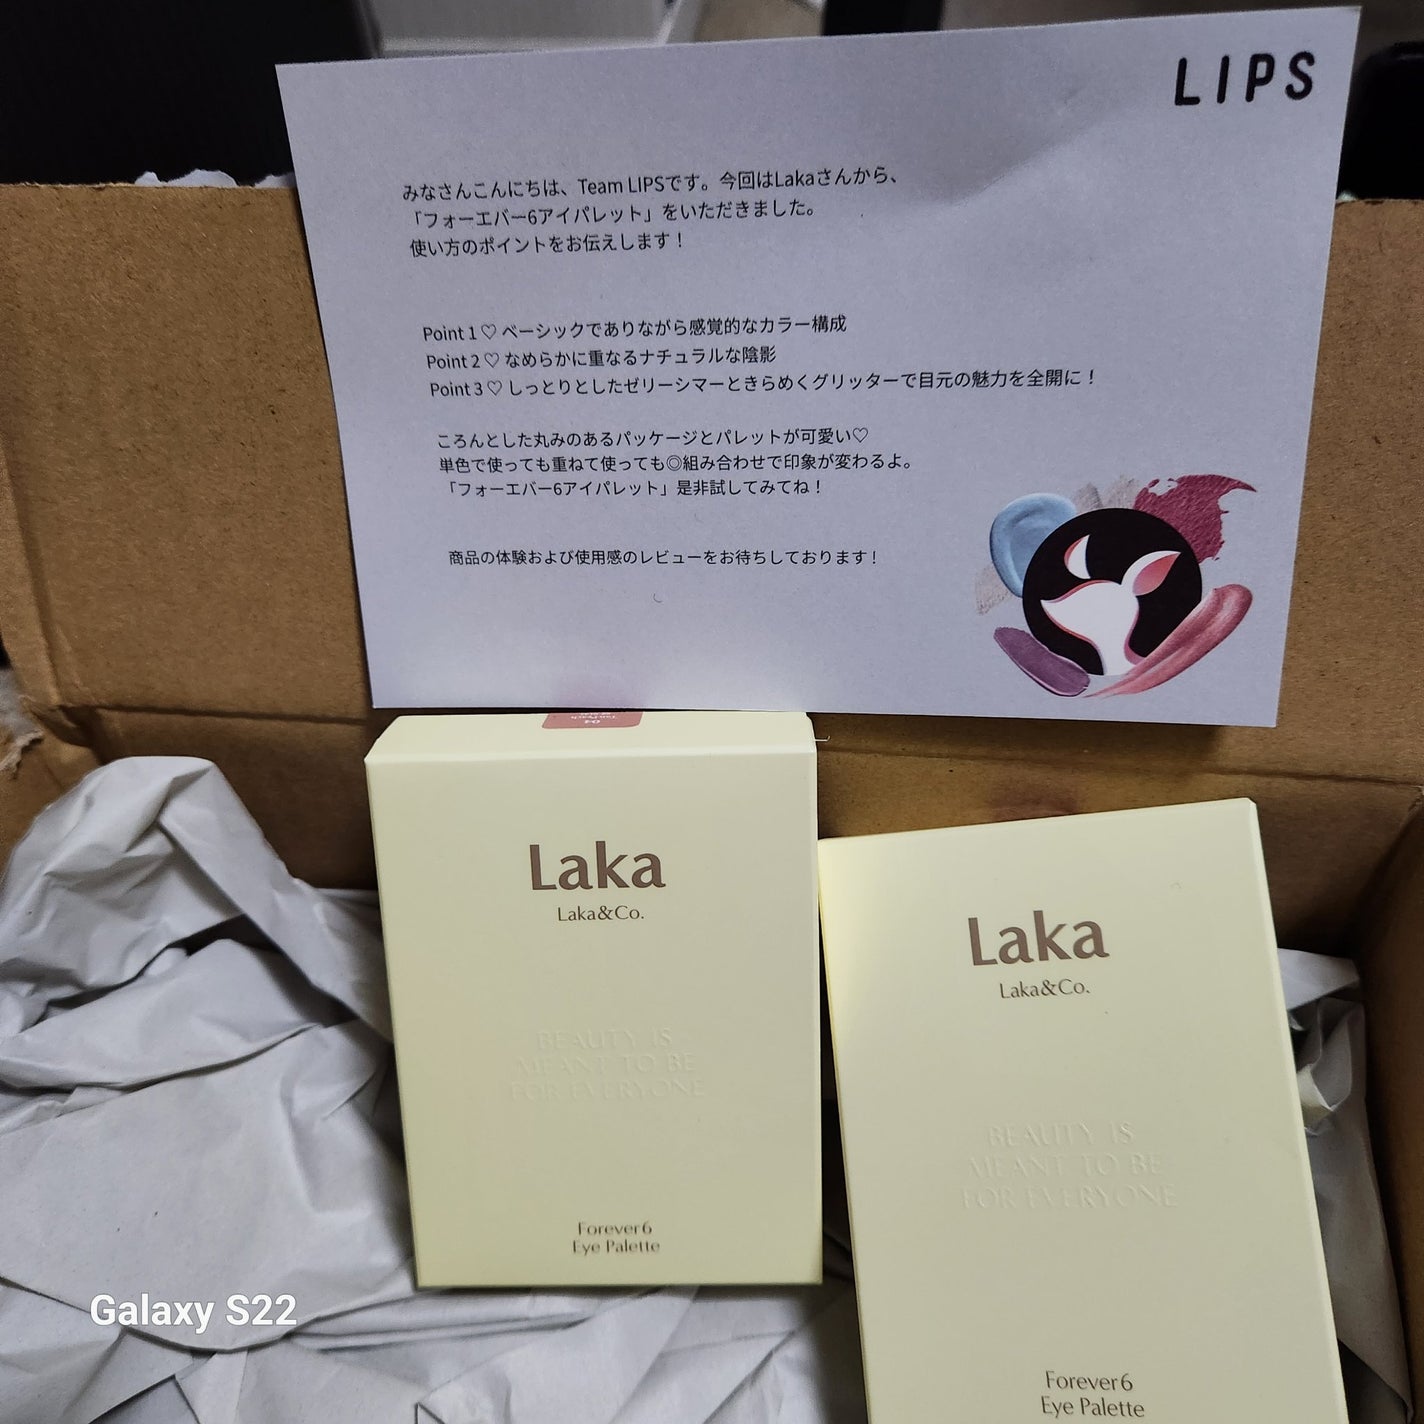 LIPS
みなさんこんにちは、Team LIPSです。今回はLakaさんから、
「フォーエバー6アイパレット」をいただきました。
使い方のポイントをお伝えします！
Point 1 ♡ ベーシックでありながら感覚的なカラー構成
Point 2 ♡ なめらかに重なるナチュラルな陰影
Point 3 ♡ しっとりとしたゼリーシマーときらめくグリッターで目元の魅力を全開に！
ころんとした丸みのあるパッケージとパレットが可愛い♡
単色で使っても重ねて使っても◎組み合わせで印象が変わるよ。
「フォーエバー6アイパレット」是非試してみてね！
商品の体験および使用感のレビューをお待ちしております！
04
Laka
Laka&Co.
BEAUTY IS
MEANT TO BE
FOR EVERYONE
Forever6
Eye Palette
Laka
Laka&Co.
BEAUTY IS
MEANT TO BE
FOR EVERYONE
Forever6
Eye Palette
Galaxy S22